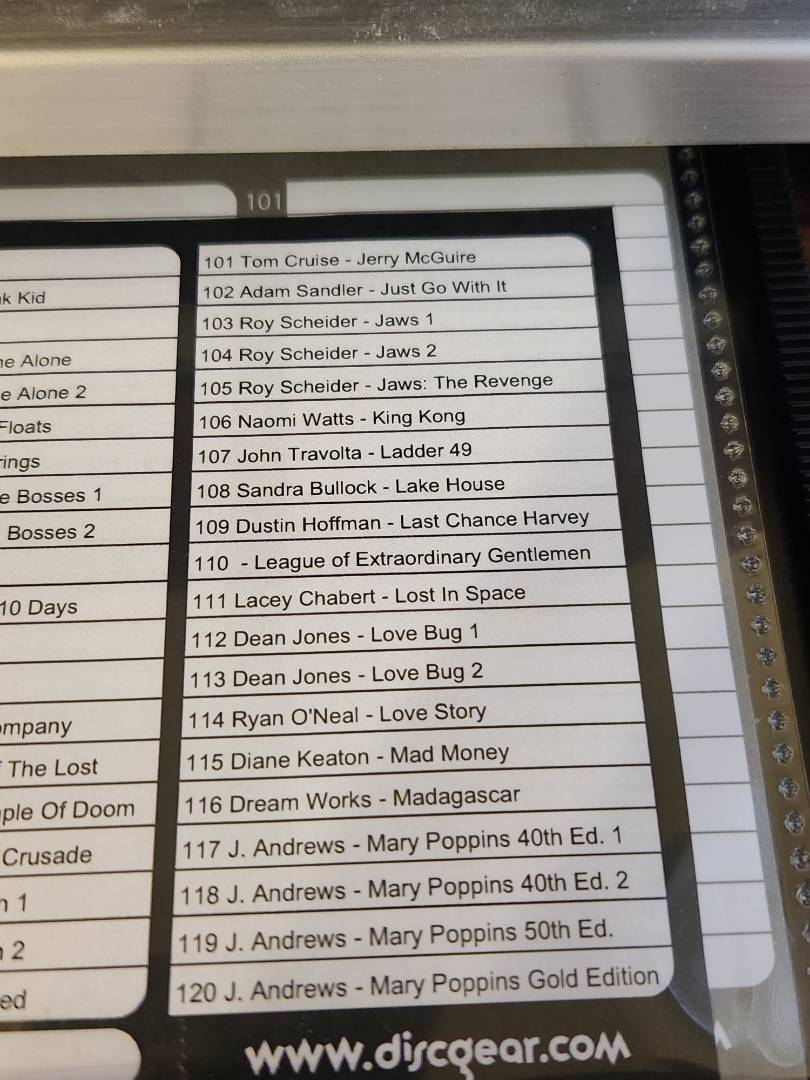 101
k Kid
e Alone
e Alone 2
Floats
rings
e Bosses 1
Bosses 2
10 Days
ompany
The Lost
ple Of Doom
Crusade
1
2
ed
101 Tom Cruise - Jerry McGuire
102 Adam Sandler - Just Go With It
103 Roy Scheider - Jaws 1
104 Roy Scheider - Jaws 2
105 Roy Scheider - Jaws: The Revenge
106 Naomi Watts - King Kong
107 John Travolta - Ladder 49
108 Sandra Bullock - Lake House
109 Dustin Hoffman - Last Chance Harvey
110 - League of Extraordinary Gentlemen
111 Lacey Chabert - Lost In Space
112 Dean Jones - Love Bug 1
113 Dean Jones - Love Bug 2
114 Ryan O'Neal - Love Story
115 Diane Keaton - Mad Money
116 Dream Works - Madagascar
117 J. Andrews - Mary Poppins 40th Ed. 1
118 J. Andrews - Mary Poppins 40th Ed. 2
119 J. Andrews - Mary Poppins 50th Ed.
120 J. Andrews - Mary Poppins Gold Edition
www.discgear.com